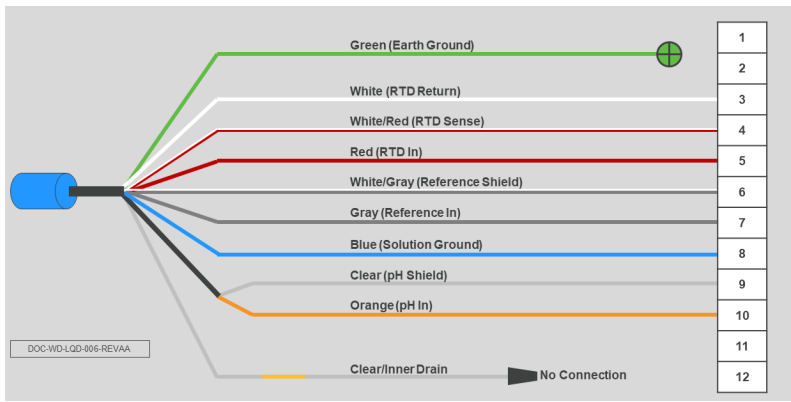 Green (Earth Ground)
1
2
White (RTD Return)
3
White/Red (RTD Sense)
4
Red (RTD In)
5
White/Gray (Reference Shield)
6
Gray (Reference In)
7
Blue (Solution Ground)
8
Clear (pH Shield)
9
Orange (pH In)
10
DOC-WD-LQD-006-REVAA
11
Clear/Inner Drain
No Connection
12